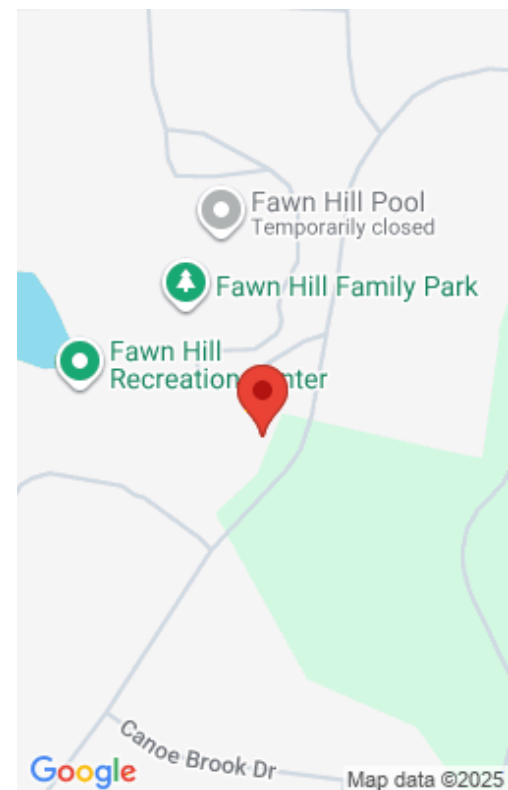 Fawn Hill Pool
Temporarily closed
Fawn Hill Family Park
Fawn Hill
Recreation
nter
Canoe Brook Dr
Google
Map data ©2025